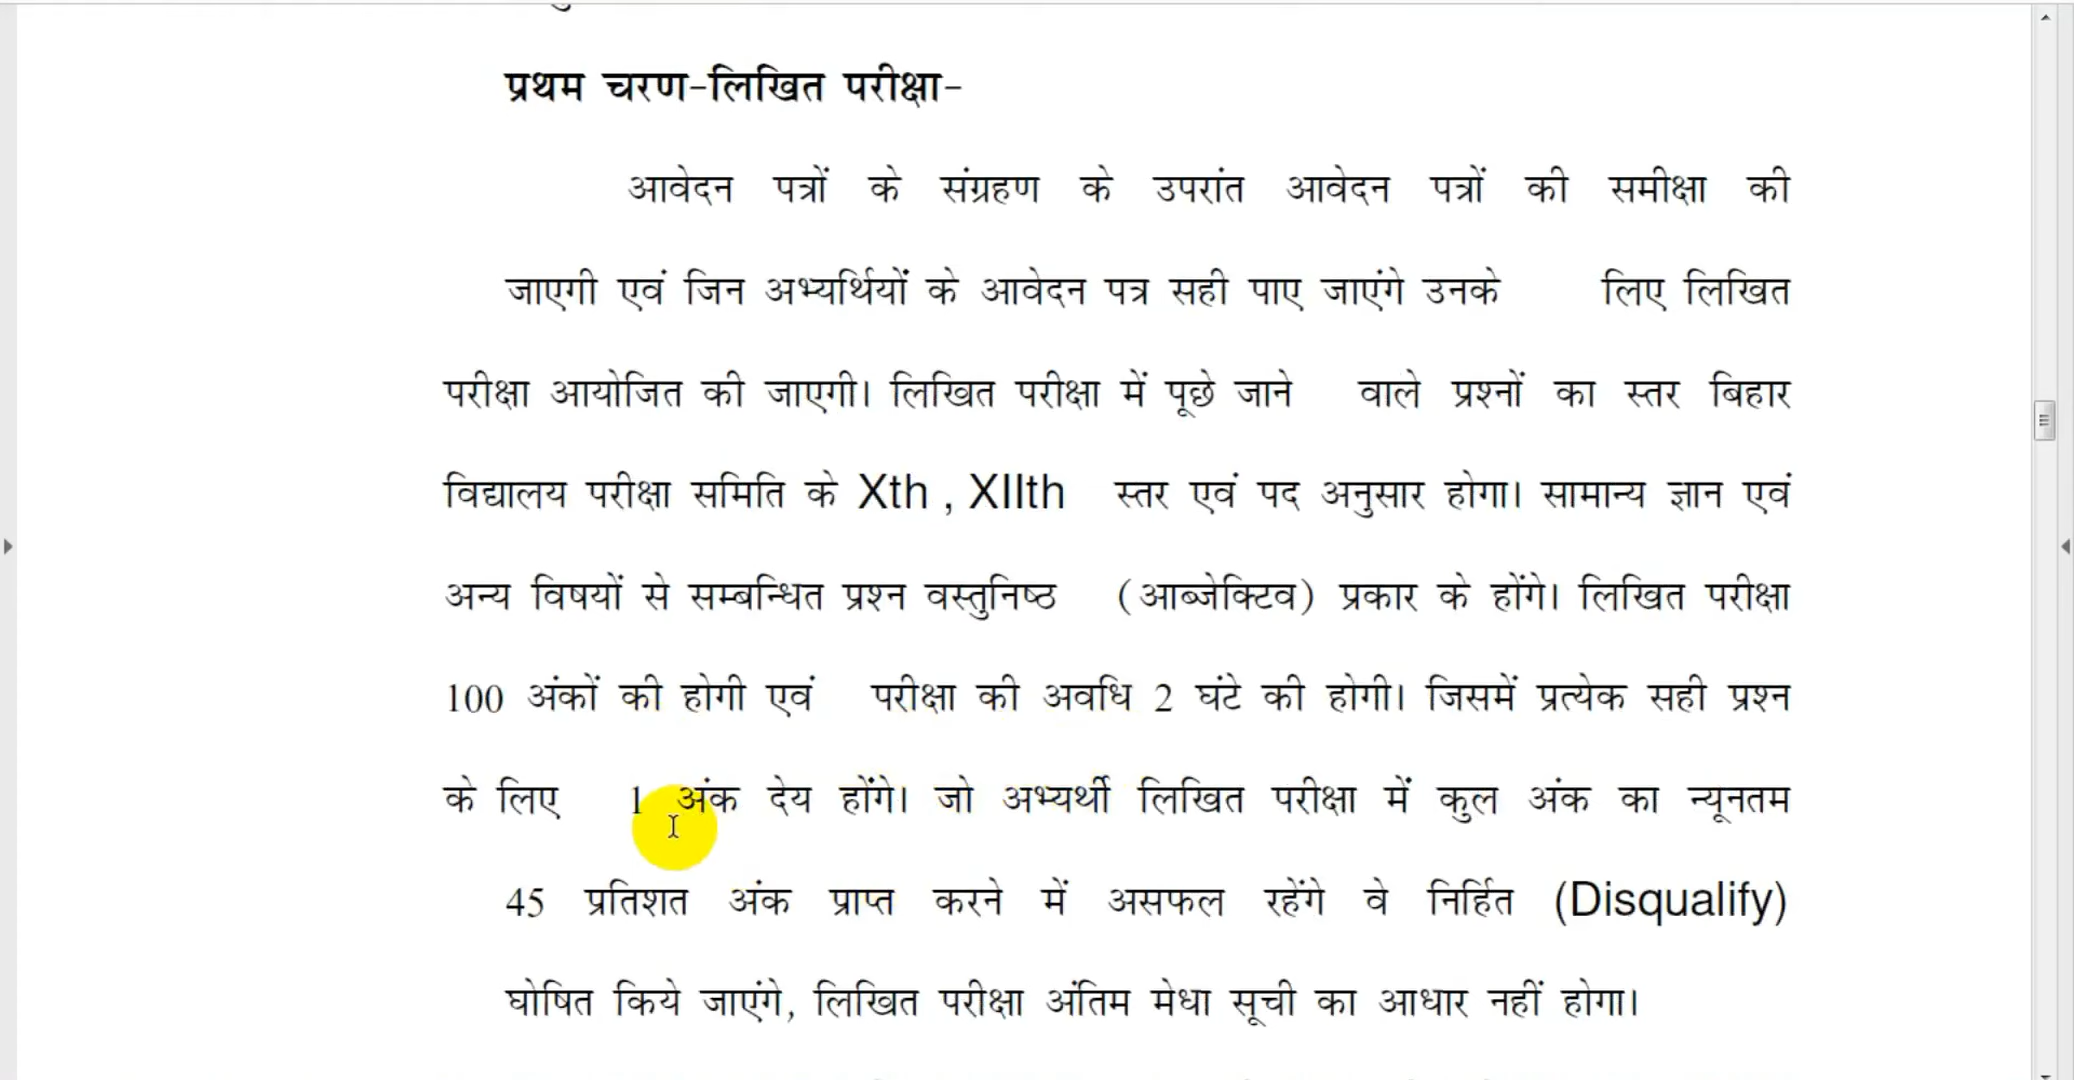 प्रथम चरण-लिखित परीक्षा-
आवेदन पत्रों के संग्रहण के उपरांत आवेदन पत्रों की समीक्षा की
जाएगी एवं जिन अभ्यर्थियों के आवेदन पत्र सही पाए जाएंगे उनके लिए लिखित
परीक्षा आयोजित की जाएगी। लिखित परीक्षा में पूछे जाने वाले प्रश्नों का स्तर बिहार
विद्यालय परीक्षा समिति के Xth , XIIth स्तर एवं पद अनुसार होगा। सामान्य ज्ञान एवं
अन्य विषयों से सम्बन्धित प्रश्न वस्तुनिष्ठ (आब्जेक्टिव) प्रकार के होंगे। लिखित परीक्षा
100 अंकों की होगी एवं परीक्षा की अवधि 2 घंटे की होगी। जिसमें प्रत्येक सही प्रश्न
के लिए 1 अंक देय होंगे। जो अभ्यर्थी लिखित परीक्षा में कुल अंक का न्यूनतम
45 प्रतिशत अंक प्राप्त करने में असफल रहेंगे वे निर्हित (Disqualify)
घोषित किये जाएंगे, लिखित परीक्षा अंतिम मेधा सूची का आधार नहीं होगा।